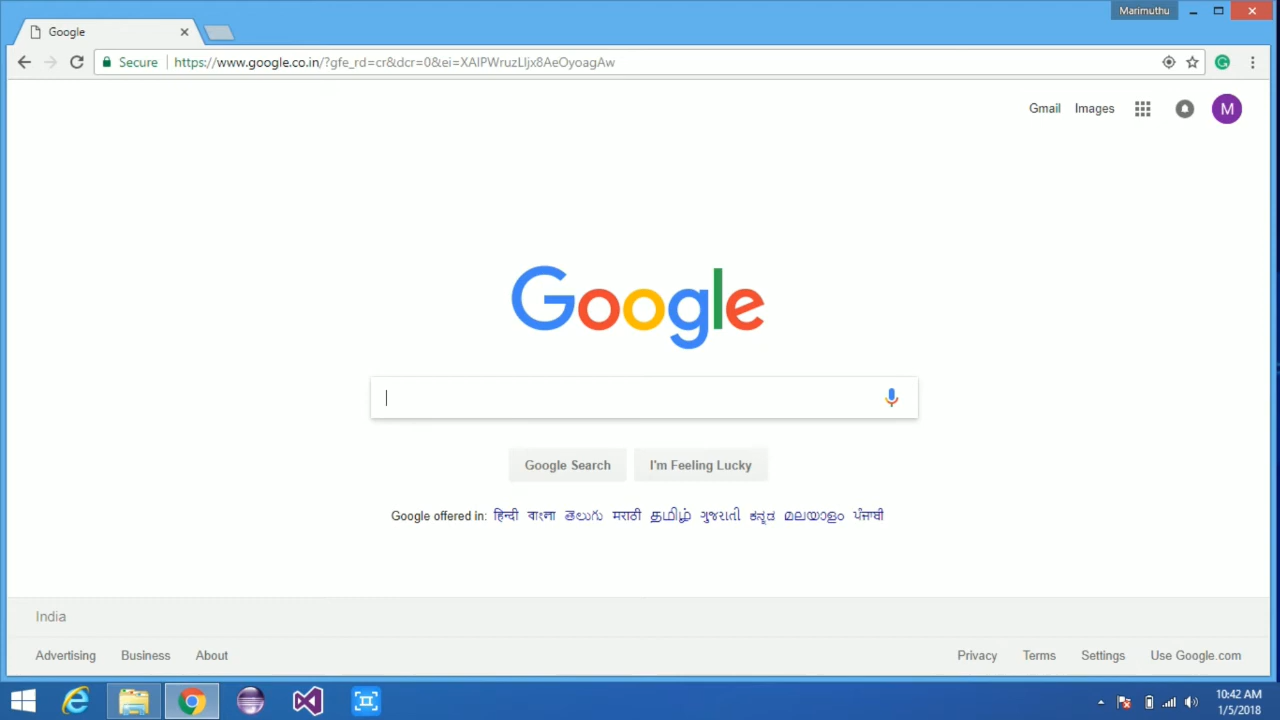 Marimuthu
Google
Secure https://www.google.co.in/?gfe_rd=cr&dcr=0&ei=XAlPWruzLIjx8AeOyoagAw
Gmail Images M
Google
Google Search I'm Feeling Lucky
Google offered in: हिन्दी বাংলা తెలుగు मराठी தமிழ் ગુજરાતી ಕನ್ನಡ മലയാളം ਪੰਜਾਬੀ
India
Advertising Business About Privacy Terms Settings Use Google.com
10:42 AM
1/5/2018